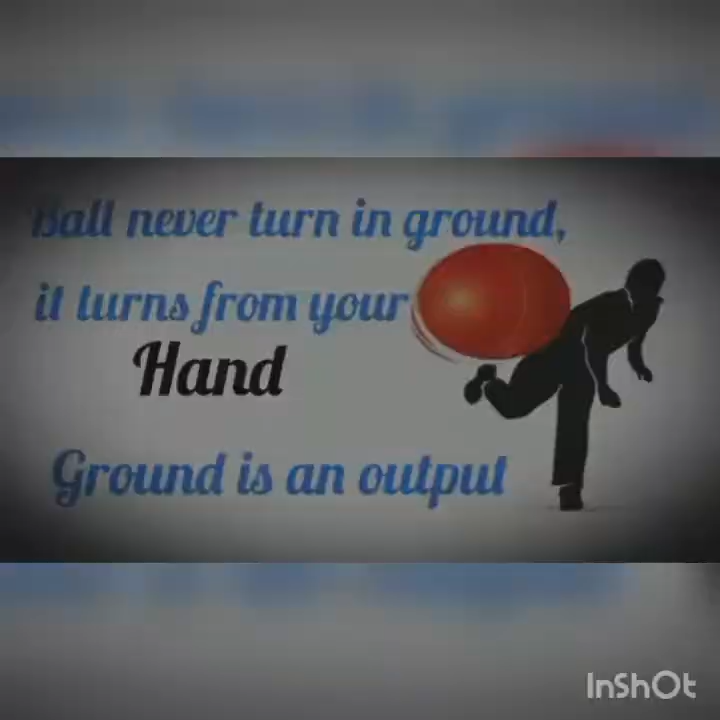 Ball never turn in ground,
it turns from your
Hand
Ground is an output
InShOt